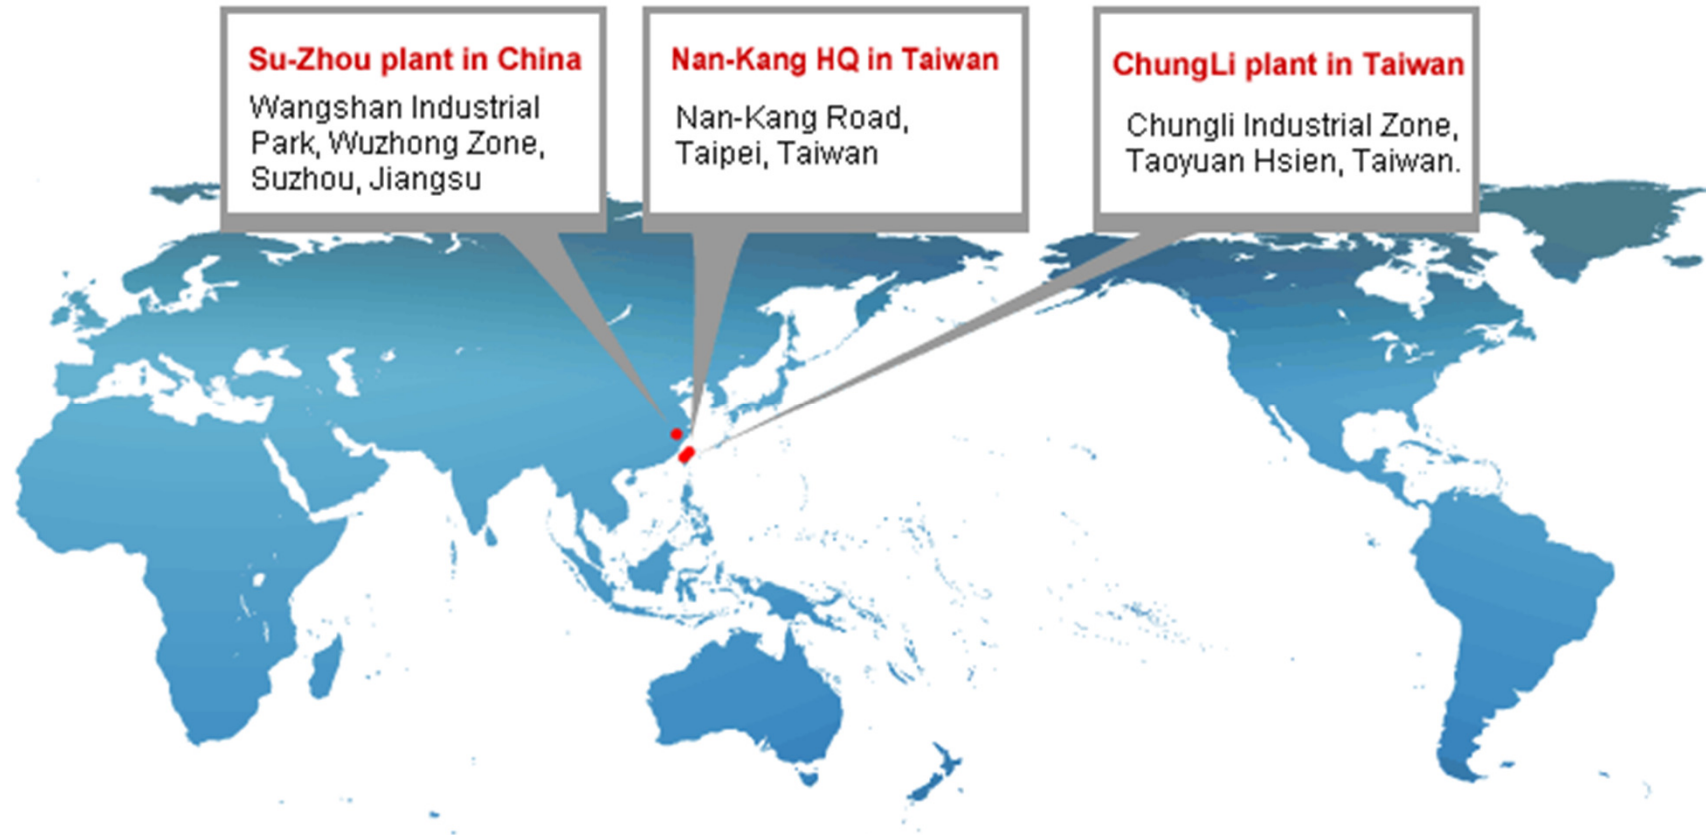 Su-Zhou plant in China
Wangshan Industrial
Park, Wuzhong Zone,
Suzhou, Jiangsu
Nan-Kang HQ in Taiwan
Nan-Kang Road,
Taipei, Taiwan
ChungLi plant in Taiwan
Chungli Industrial Zone,
Taoyuan Hsien, Taiwan.